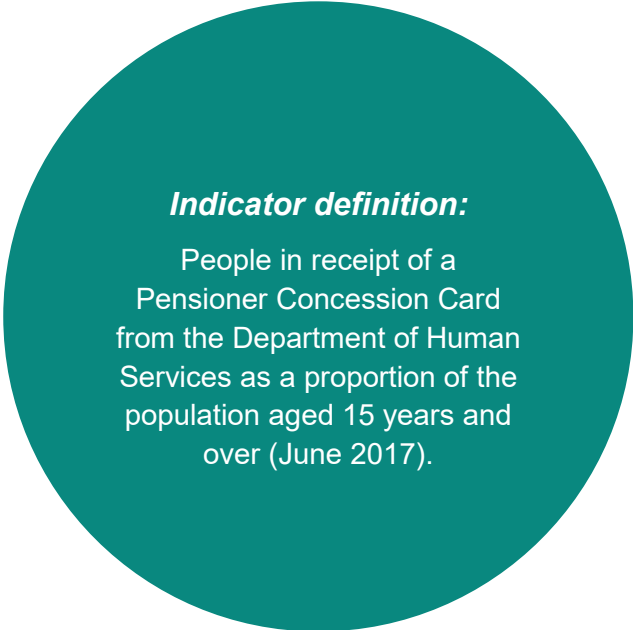 Indicator definition:
People in receipt of a
Pensioner Concession Card
from the Department of Human
Services as a proportion of the
population aged 15 years and
over (June 2017).